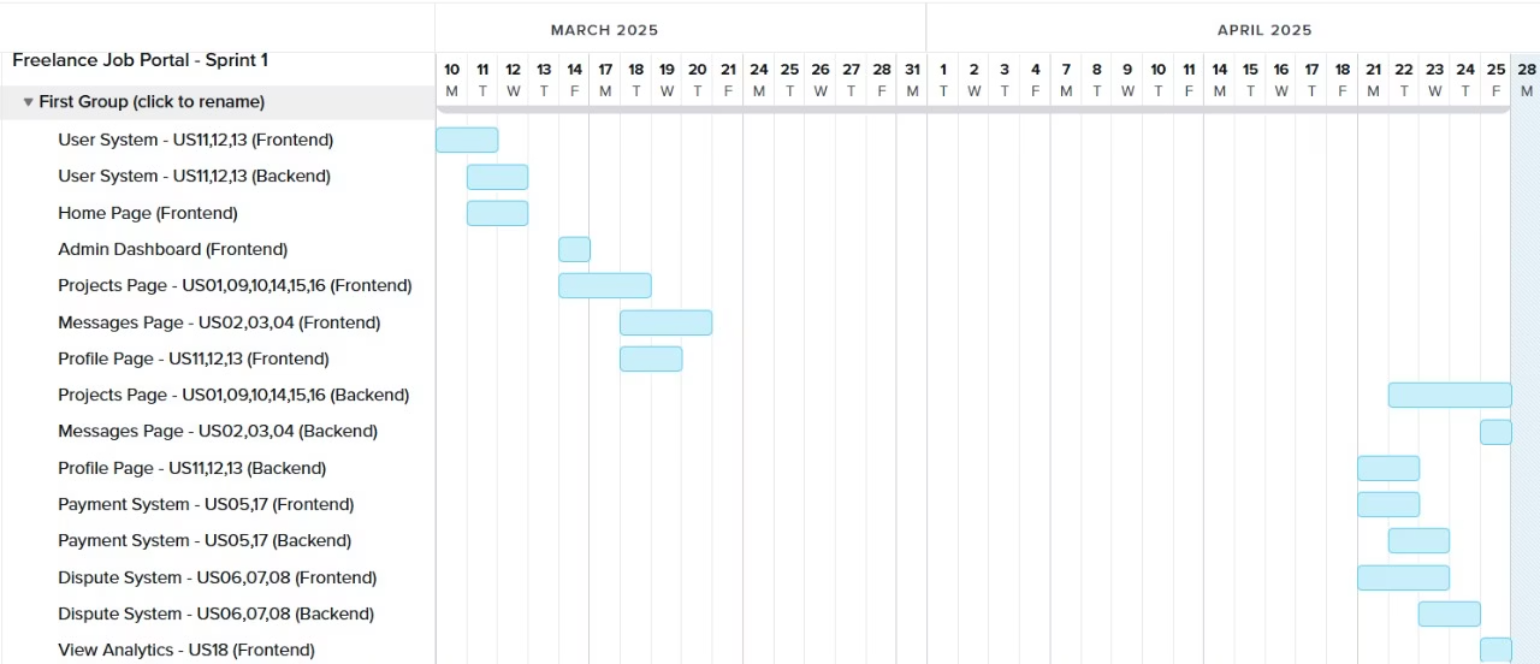 MARCH 2025 APRIL 2025
Freelance Job Portal - Sprint 1
10 11 12 13 14 17 18 19 20 21 24 25 26 27 28 31 1 2 3 4 7 8 9 10 11 14 15 16 17 18 21 22 23 24 25 28
M T W T F M T W T F M T W T F M T W T F M T W T F M T W T F M T W T F M
First Group (click to rename)
User System - US11,12,13 (Frontend)
User System - US11,12,13 (Backend)
Home Page (Frontend)
Admin Dashboard (Frontend)
Projects Page - US01,09,10,14,15,16 (Frontend)
Messages Page - US02,03,04 (Frontend)
Profile Page - US11,12,13 (Frontend)
Projects Page - US01,09,10,14,15,16 (Backend)
Messages Page - US02,03,04 (Backend)
Profile Page - US11,12,13 (Backend)
Payment System - US05,17 (Frontend)
Payment System - US05,17 (Backend)
Dispute System - US06,07,08 (Frontend)
Dispute System - US06,07,08 (Backend)
View Analytics - US18 (Frontend)